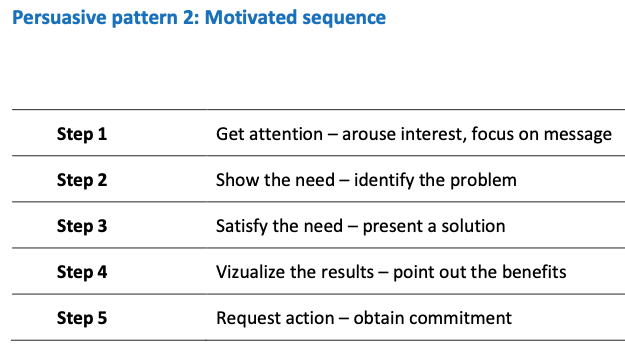 Persuasive pattern 2: Motivated sequence
Step 1 Get attention – arouse interest, focus on message
Step 2 Show the need – identify the problem
Step 3 Satisfy the need – present a solution
Step 4 Vizualize the results – point out the benefits
Step 5 Request action – obtain commitment